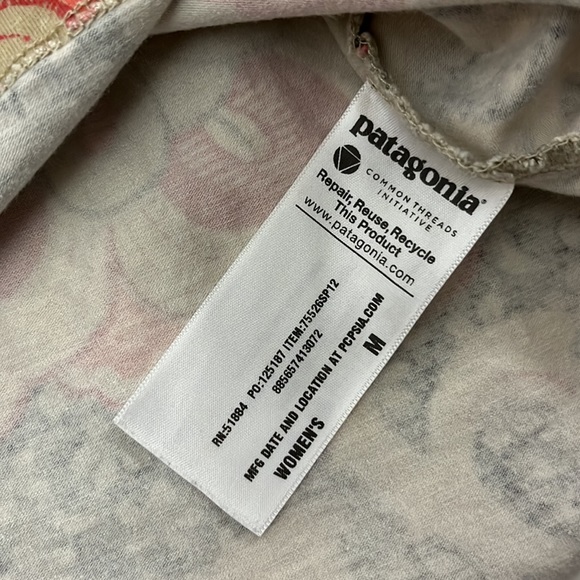 patagonia®
COMMON THREADS
INITIATIVE
Repair, Reuse, Recycle
This Product
www.patagonia.com
RN:51884 PO:125187 ITEM:75526SP12
885657413072
MFG DATE AND LOCATION AT PCPSIA.COM
WOMEN'S M